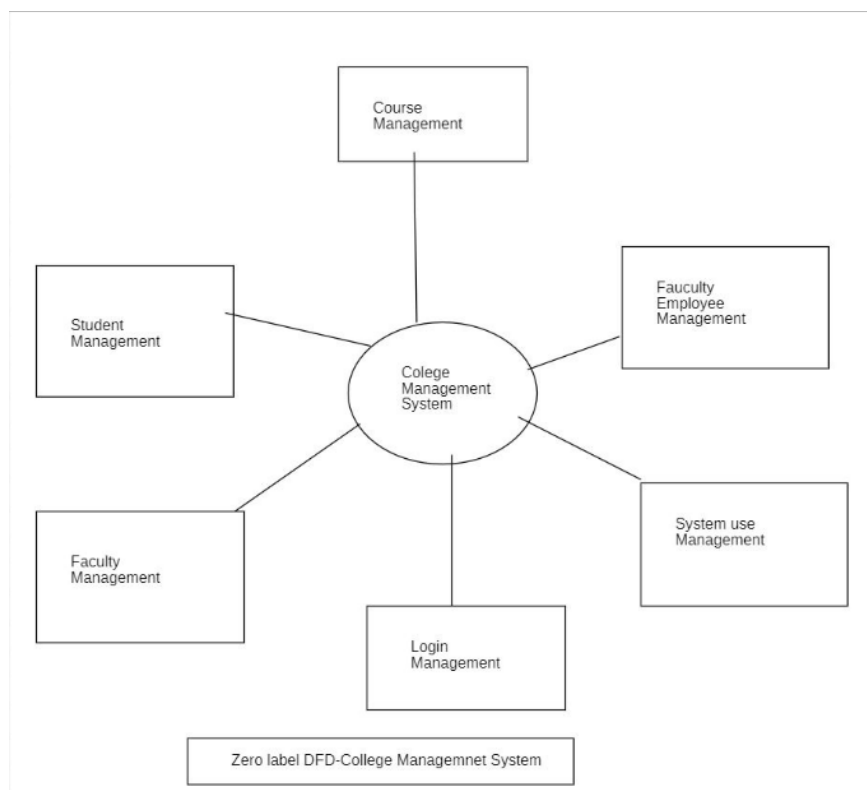 Course
Management
Fauculty
Employee
Management
Student
Management
Colege
Management
System
System use
Management
Faculty
Management
Login
Management
Zero label DFD-College Managemnet System